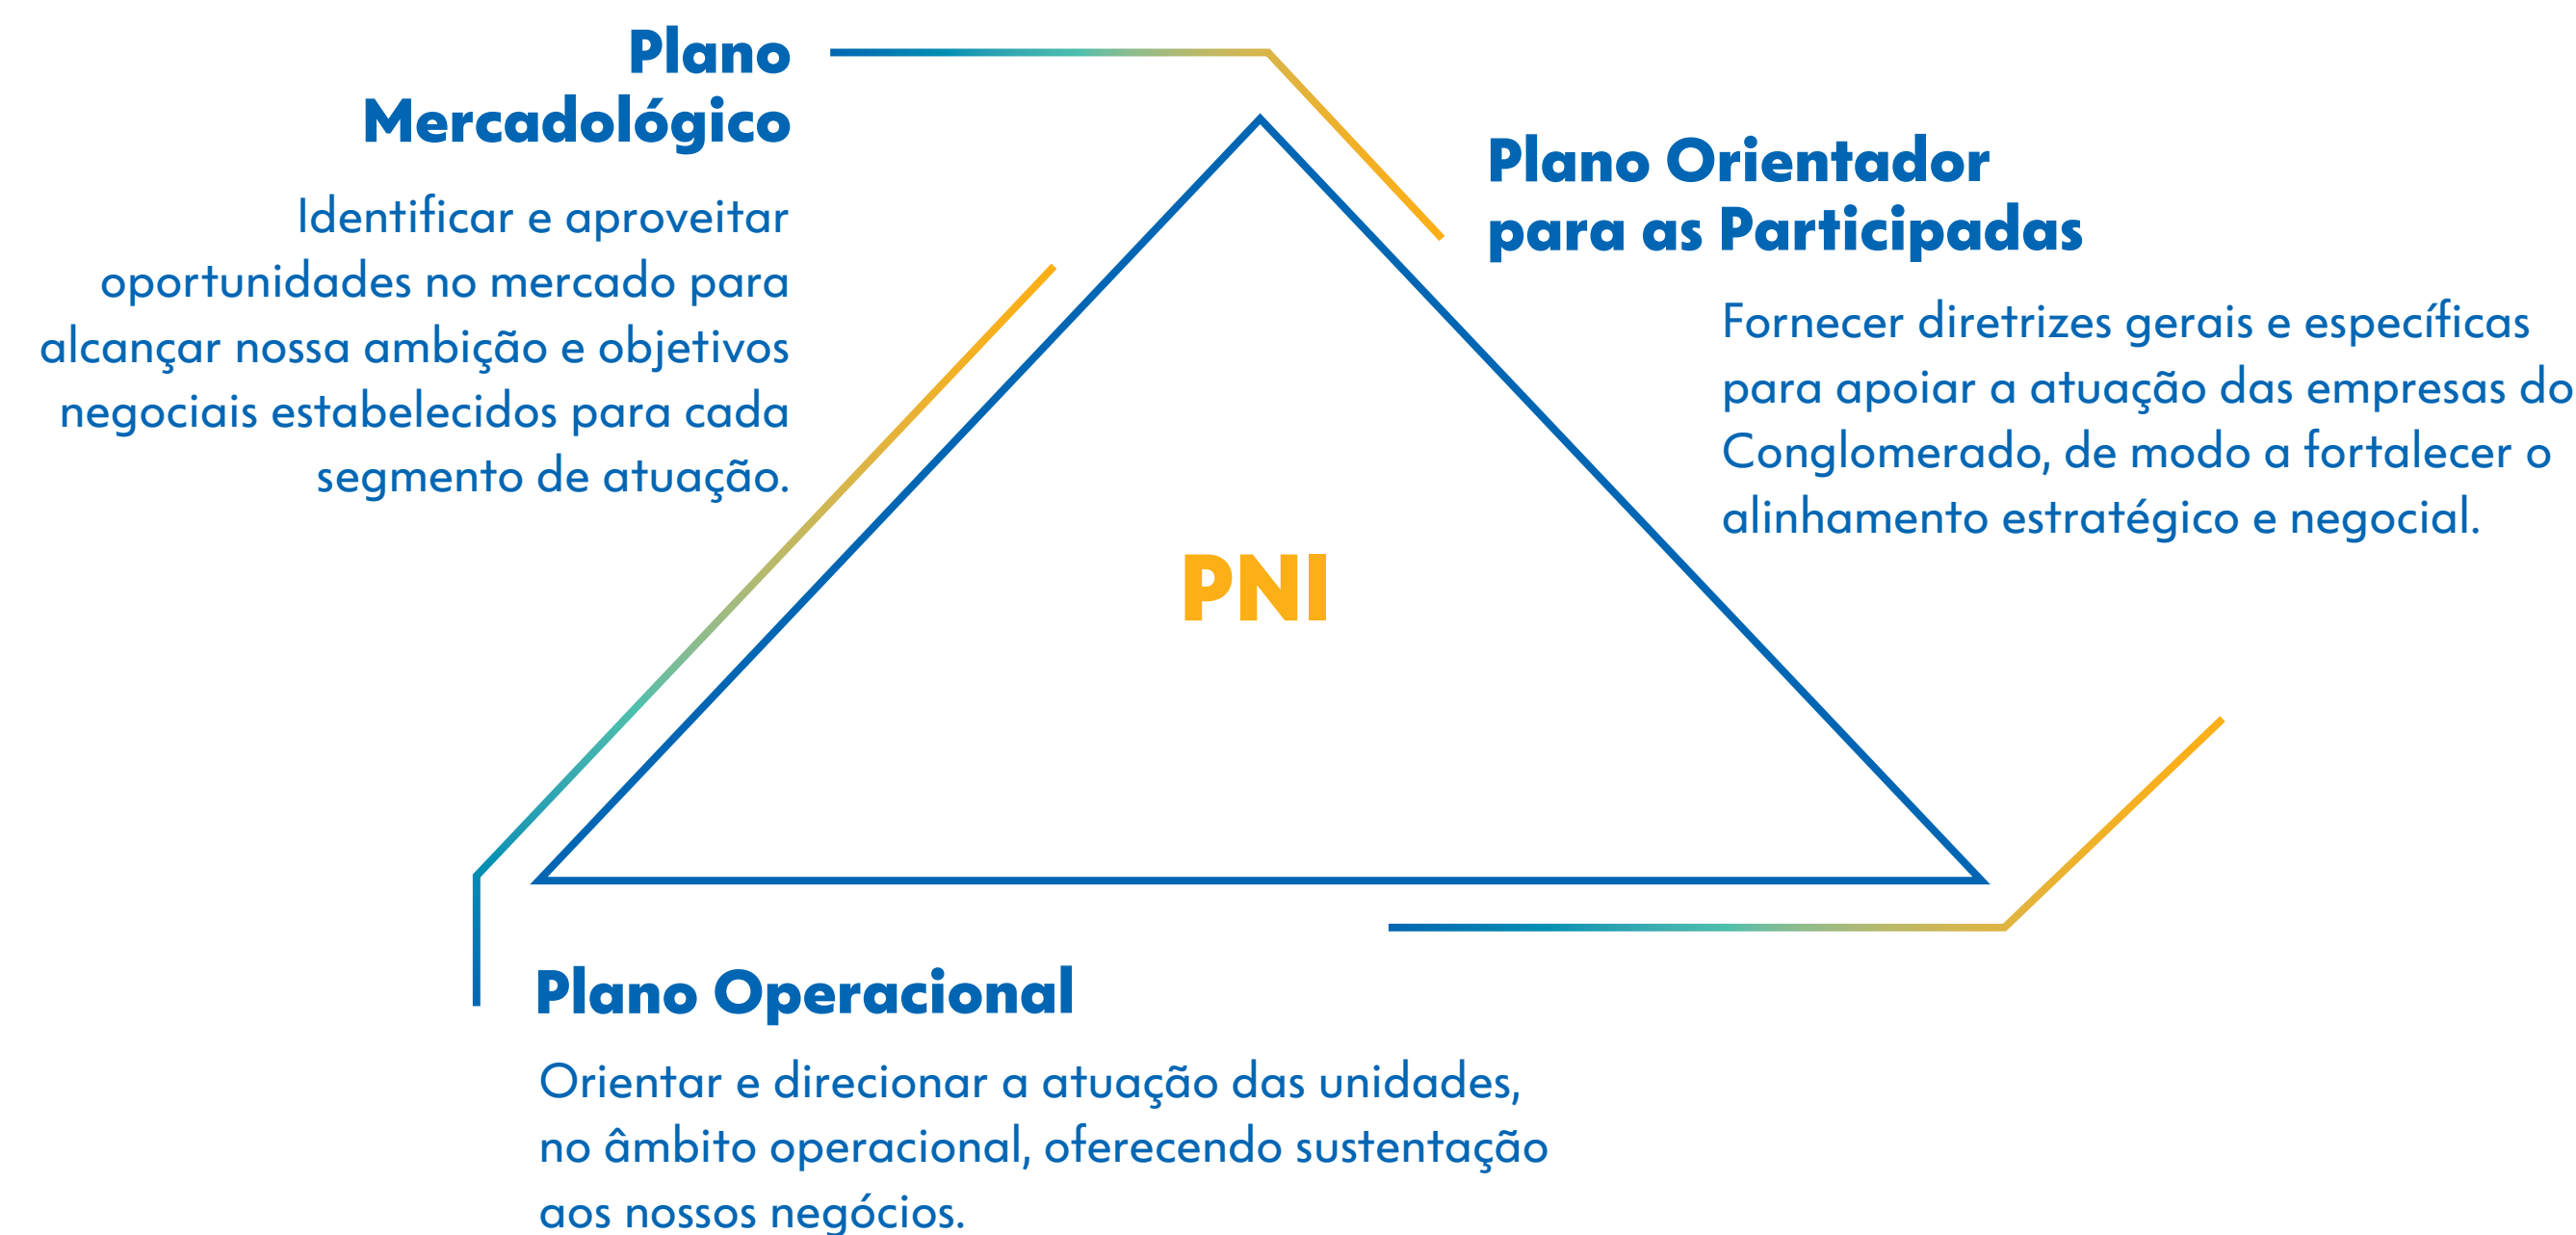 Plano
Mercadológico
Identificar e aproveitar
oportunidades no mercado para
alcançar nossa ambição e objetivos
negociais estabelecidos para cada
segmento de atuação.
Plano Orientador
para as Participadas
Fornecer diretrizes gerais e específicas
para apoiar a atuação das empresas do
Conglomerado, de modo a fortalecer o
alinhamento estratégico e negocial.
PNI
Plano Operacional
Orientar e direcionar a atuação das unidades,
no âmbito operacional, oferecendo sustentação
aos nossos negócios.